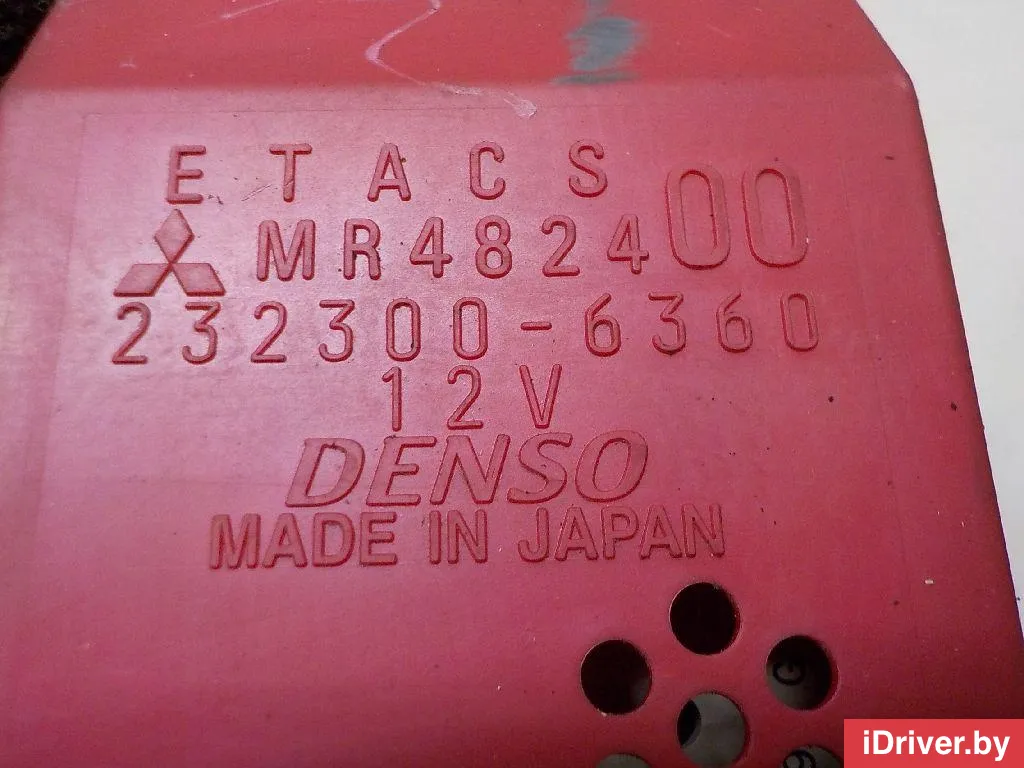 ETACS
MR482400
232300-6360
12V
DENSO
MADE IN JAPAN
iDriver.by